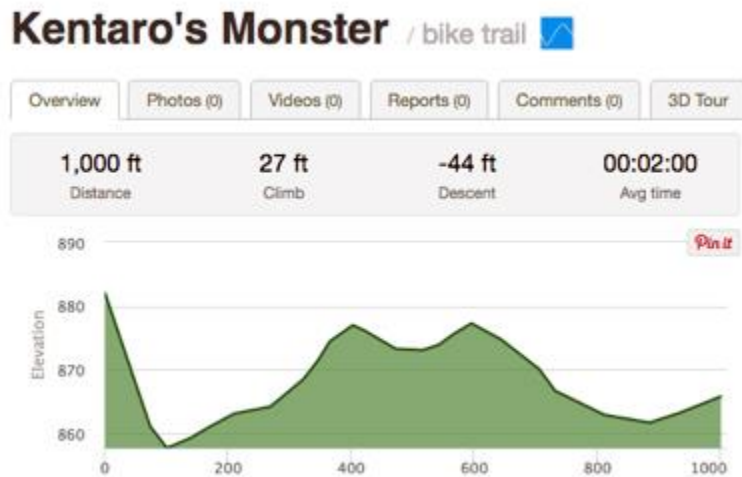 Kentaro's Monster / bike trail
Overview Photos (0) Videos (0) Reports (0) Comments (0) 3D Tour
1,000 ft 27 ft -44 ft 00:02:00
Distance Climb Descent Avg time
890 Pin it
880
Elevation
870
860
0 200 400 600 800 1000